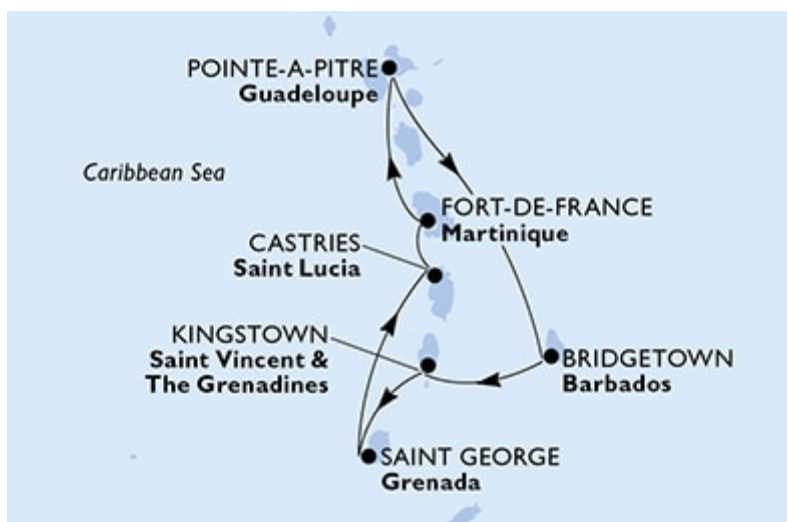 POINTE-A-PITRE
Guadeloupe
Caribbean Sea
FORT-DE-FRANCE
Martinique
CASTRIES
Saint Lucia
KINGSTOWN
Saint Vincent &
The Grenadines
BRIDGETOWN
Barbados
SAINT GEORGE
Grenada